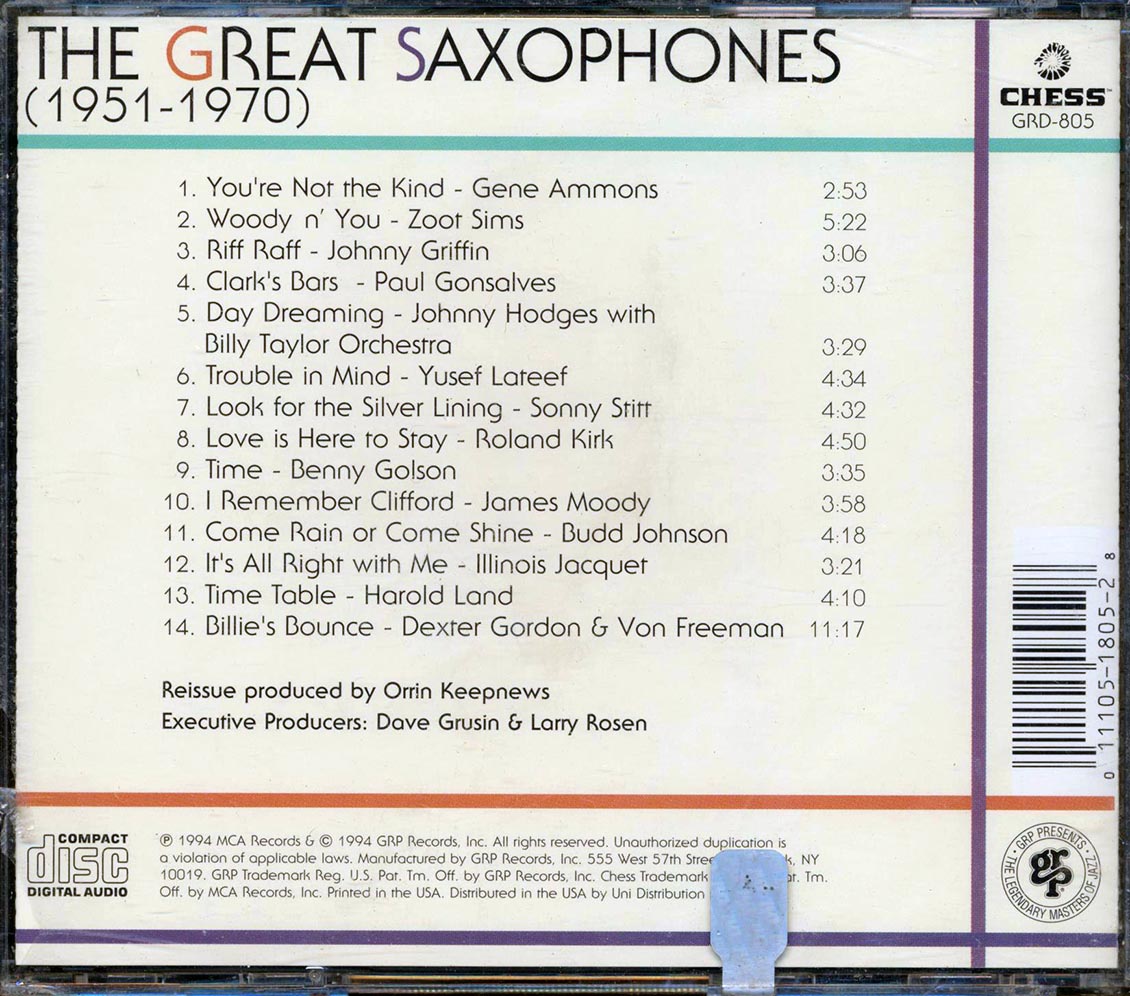 THE GREAT SAXOPHONES
(1951-1970)
CHESS™
GRD-805
1. You're Not the Kind - Gene Ammons 2:53
2. Woody n' You - Zoot Sims 5:22
3. Riff Raff - Johnny Griffin 3:06
4. Clark's Bars - Paul Gonsalves 3:37
5. Day Dreaming - Johnny Hodges with
Billy Taylor Orchestra 3:29
6. Trouble in Mind - Yusef Lateef 4:34
7. Look for the Silver Lining - Sonny Stitt 4:32
8. Love is Here to Stay - Roland Kirk 4:50
9. Time - Benny Golson 3:35
10. I Remember Clifford - James Moody 3:58
11. Come Rain or Come Shine - Budd Johnson 4:18
12. It's All Right with Me - Illinois Jacquet 3:21
13. Time Table - Harold Land 4:10
14. Billie's Bounce - Dexter Gordon & Von Freeman 11:17
Reissue produced by Orrin Keepnews
Executive Producers: Dave Grusin & Larry Rosen
0 11105-1805-2 8
COMPACT
disc
DIGITAL AUDIO
℗ 1994 MCA Records & © 1994 GRP Records, Inc. All rights reserved. Unauthorized duplication is
a violation of applicable laws. Manufactured by GRP Records, Inc. 555 West 57th NY
10019. GRP Trademark Reg. U.S. Pat. Tm. Off. by GRP Records, Inc. Chess Trademark Tm.
Off. by MCA Records, Inc. Printed in the USA. Distributed in the USA by Uni Distribution
· GRP PRESENTS ·
THE LEGENDARY MASTERS OF JAZZ
grp